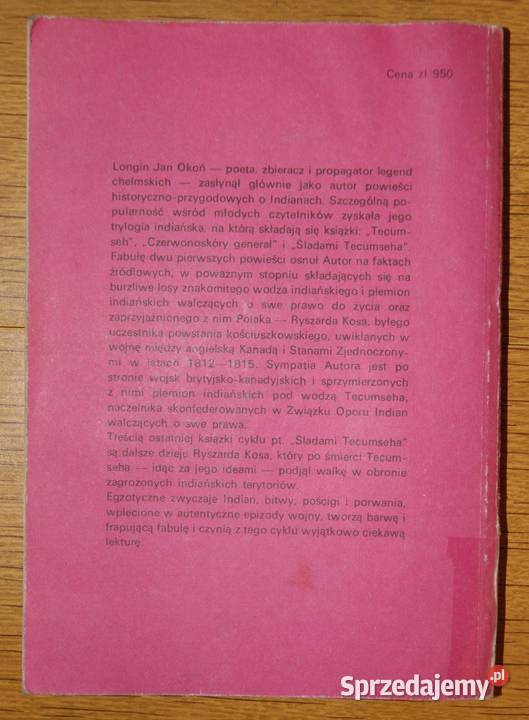 Cena zł 950
Longin Jan Okoń — poeta, zbieracz i propagator legend
chełmskich — zasłynął głównie jako autor powieści
historyczno-przygodowych o Indianach. Szczególną po-
pularność wśród młodych czytelników zyskała jego
trylogia indiańska, na którą składają się książki: „Tecum-
seh", „Czerwonoskóry generał" i „Śladami Tecumseha".
Fabułę dwu pierwszych powieści osnuł Autor na faktach
źródłowych, w poważnym stopniu składających się na
burzliwe losy znakomitego wodza indiańskiego i plemion
indiańskich walczących o swe prawo do życia oraz
zaprzyjaźnionego z nim Polaka — Ryszarda Kosa, byłego
uczestnika powstania kościuszkowskiego, uwikłanych w
wojnę między angielską Kanadą i Stanami Zjednoczony-
mi w latach 1812—1815. Sympatia Autora jest po
stronie wojsk brytyjsko-kanadyjskich i sprzymierzonych
z nimi plemion indiańskich pod wodzą Tecumseha,
naczelnika skonfederowanych w Związku Oporu Indian
walczących o swe prawa.
Treścią ostatniej książki cyklu pt. „Śladami Tecumseha"
są dalsze dzieje Ryszarda Kosa, który po śmierci Tecum-
seha — idąc za jego ideami — podjął walkę w obronie
zagrożonych indiańskich terytoriów.
Egzotyczne zwyczaje Indian, bitwy, pościgi i porwania,
wplecione w autentyczne epizody wojny, tworzą barwę i
frapującą fabułę i czynią z tego cyklu wyjątkowo ciekawą
lekturę.
Sprzedajemy.pl